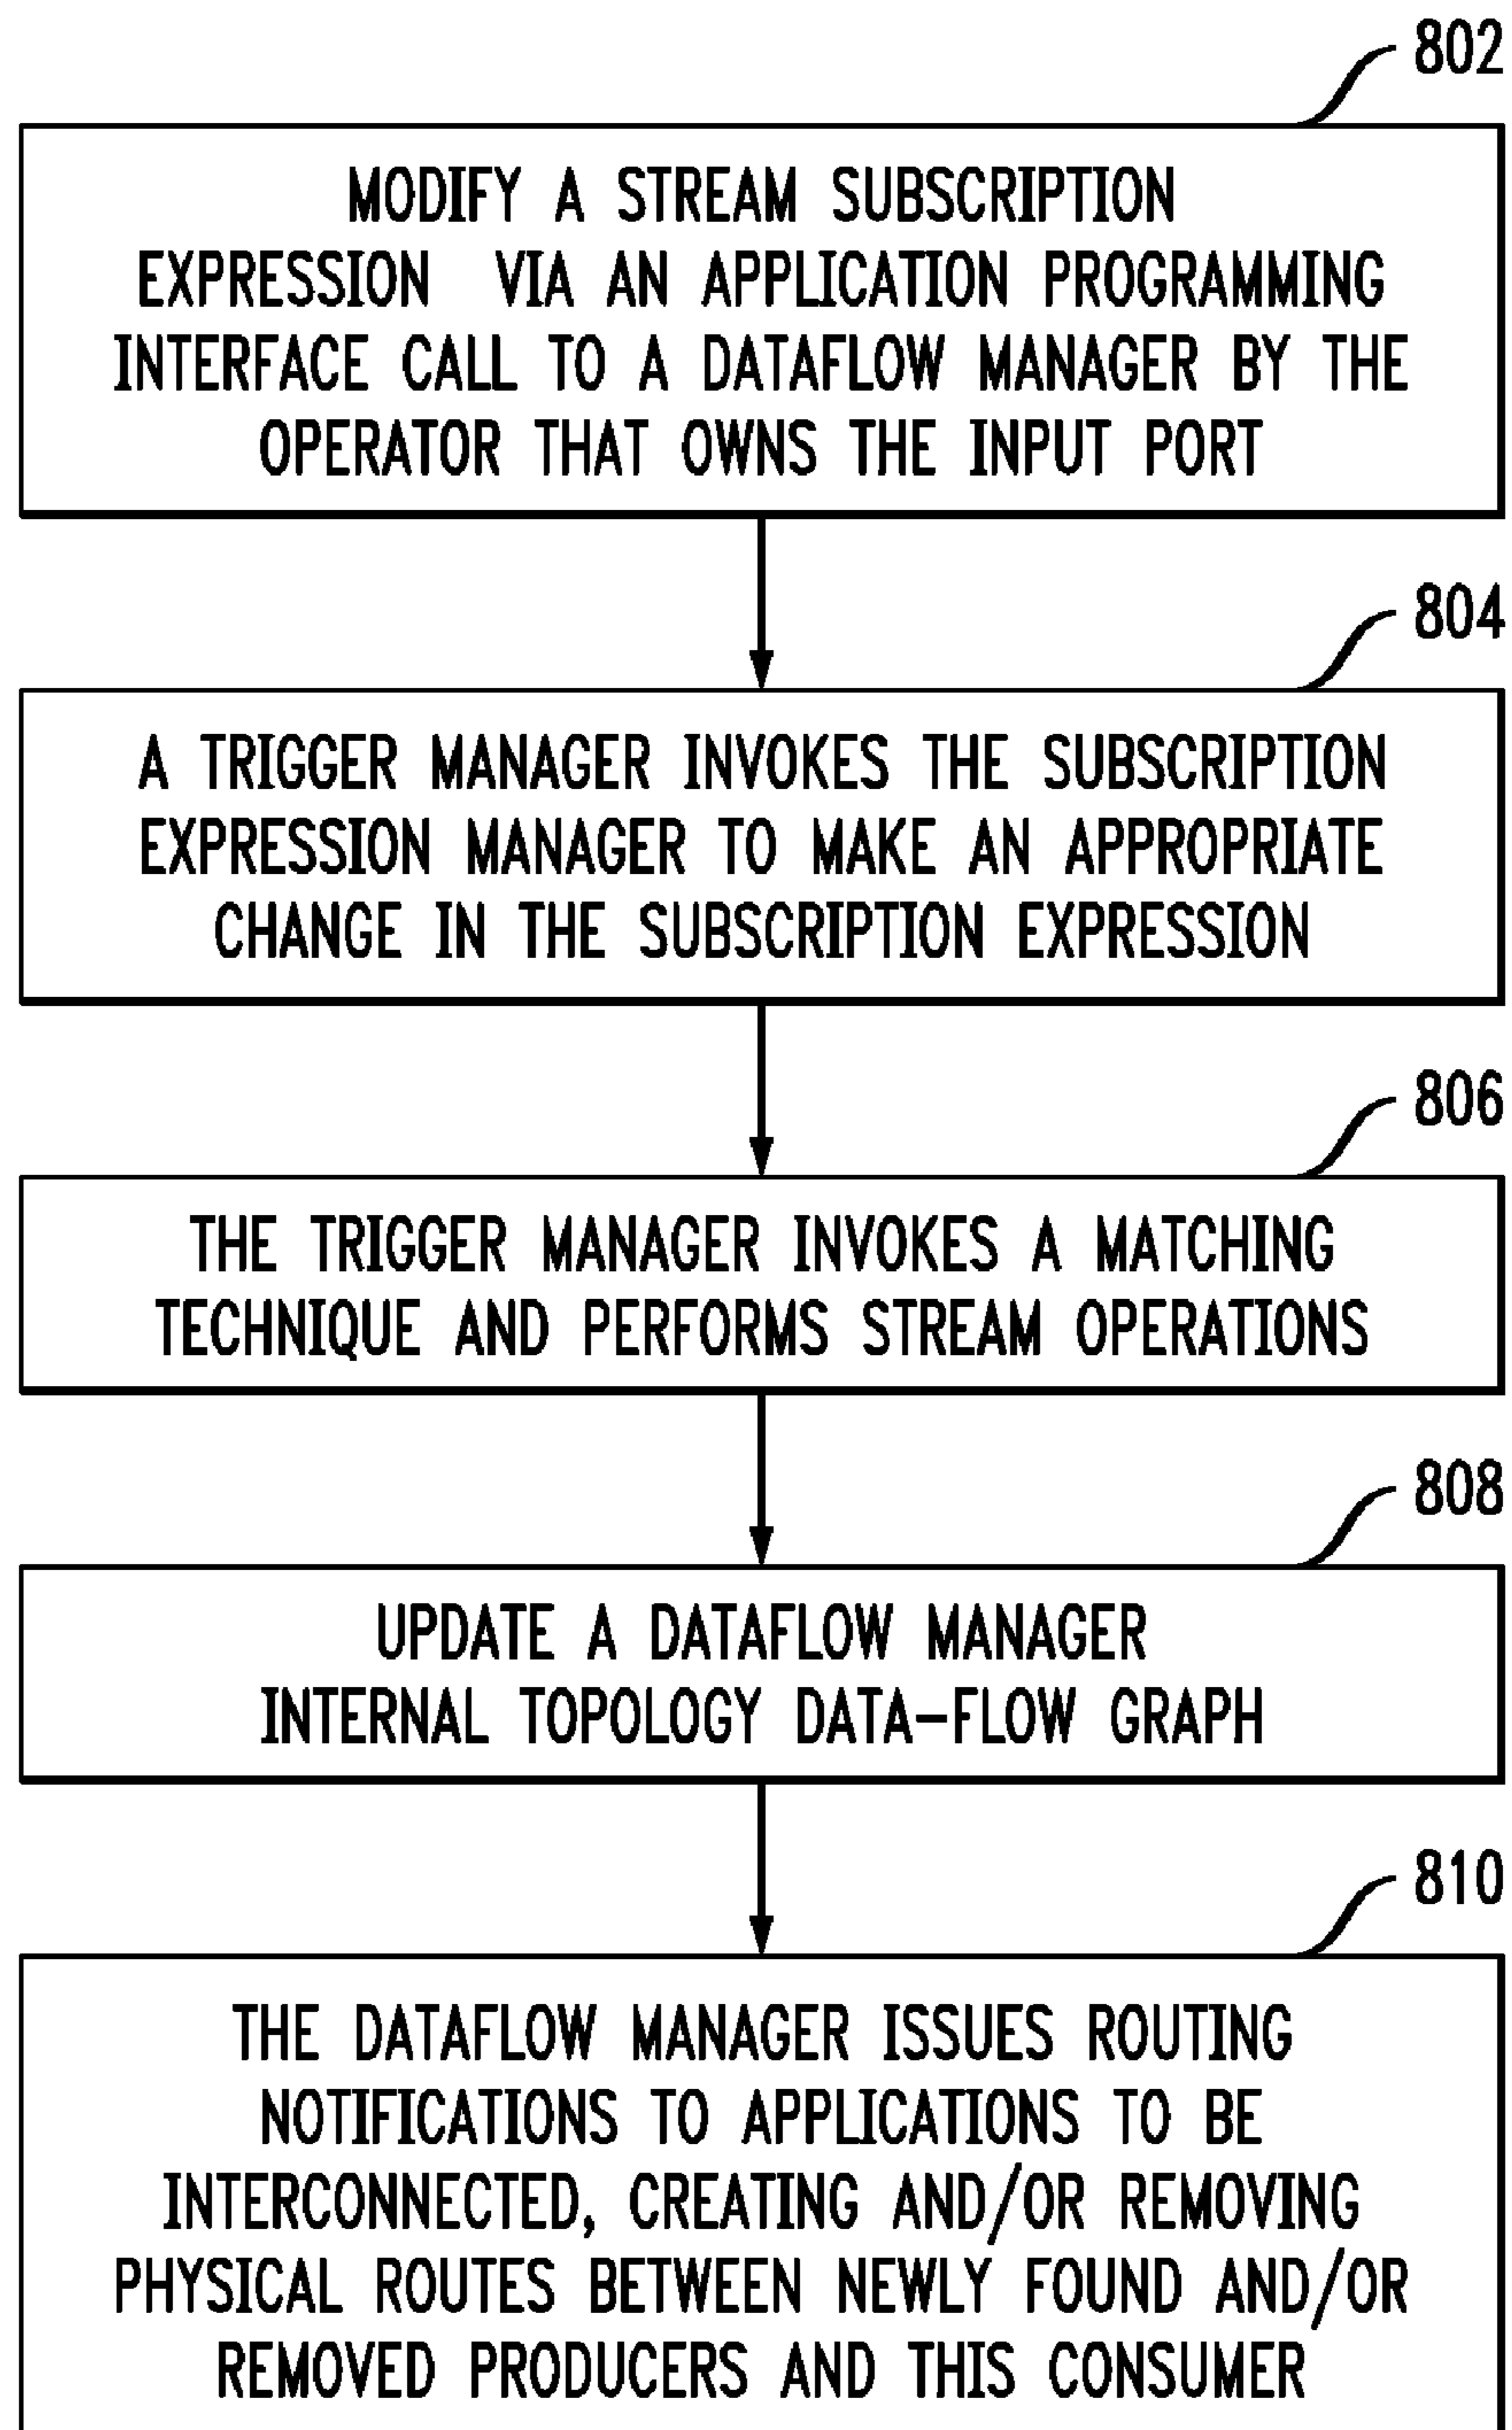 802
MODIFY A STREAM SUBSCRIPTION
EXPRESSION VIA AN APPLICATION PROGRAMMING
INTERFACE CALL TO A DATAFLOW MANAGER BY THE
OPERATOR THAT OWNS THE INPUT PORT
804
A TRIGGER MANAGER INVOKES THE SUBSCRIPTION
EXPRESSION MANAGER TO MAKE AN APPROPRIATE
CHANGE IN THE SUBSCRIPTION EXPRESSION
806
THE TRIGGER MANAGER INVOKES A MATCHING
TECHNIQUE AND PERFORMS STREAM OPERATIONS
808
UPDATE A DATAFLOW MANAGER
INTERNAL TOPOLOGY DATA-FLOW GRAPH
810
THE DATAFLOW MANAGER ISSUES ROUTING
NOTIFICATIONS TO APPLICATIONS TO BE
INTERCONNECTED, CREATING AND/OR REMOVING
PHYSICAL ROUTES BETWEEN NEWLY FOUND AND/OR
REMOVED PRODUCERS AND THIS CONSUMER